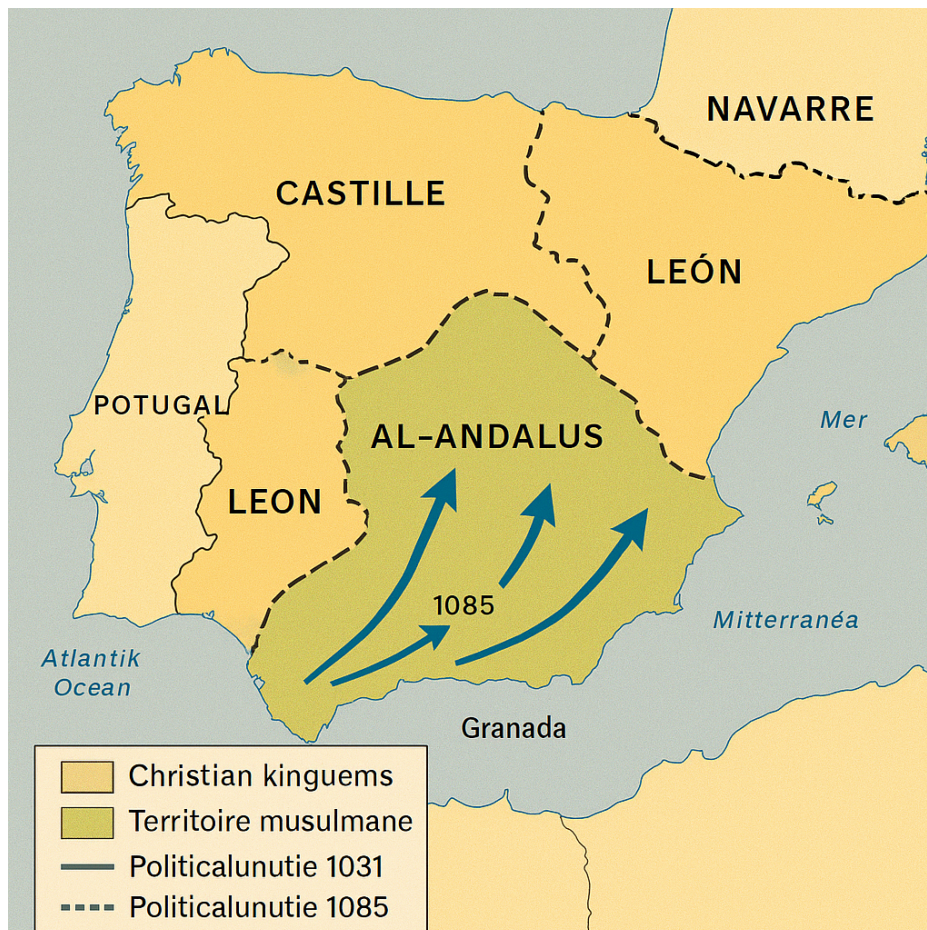 NAVARRE
CASTILLE
LEÓN
POTUGAL
AL-ANDALUS
Mer
LEON
1085
Mitterranéa
Atlantik
Ocean
Granada
Christian kinguems
Territoire musulmane
Politicalunutie 1031
Politicalunutie 1085